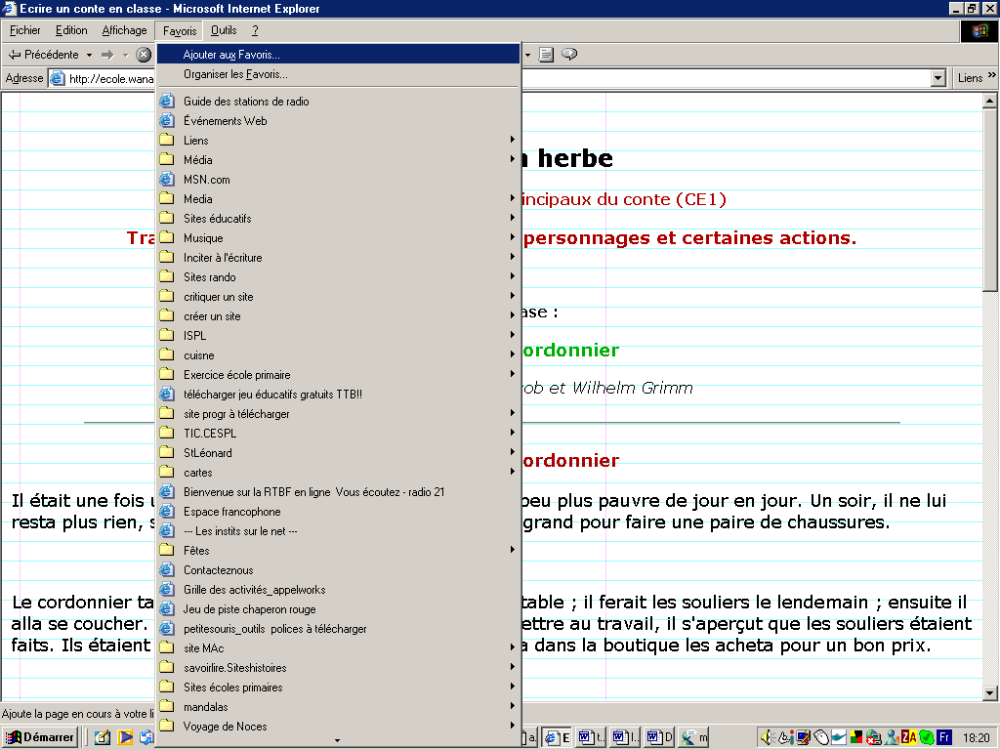 Ecrire un conte en classe - Microsoft Internet Explorer
Fichier Edition Affichage Favoris Outils ?
Précédente
Adresse http://ecole.wana Liens »
Ajouter aux Favoris...
Organiser les Favoris...
Guide des stations de radio
Événements Web
Liens
Média
MSN.com
Media
Sites éducatifs
Musique
Inciter à l'écriture
Sites rando
critiquer un site
créer un site
ISPL
cuisne
Exercice école primaire
télécharger jeu éducatifs gratuits TTB!!
site progr à télécharger
TIC.CESPL
StLéonard
cartes
Bienvenue sur la RTBF en ligne Vous écoutez - radio 21
Espace francophone
--- Les instits sur le net ---
Fêtes
Contacteznous
Grille des activités_appelworks
Jeu de piste chaperon rouge
petitesouris_outils polices à télécharger
site MAc
savoirlire.Siteshistoires
Sites écoles primaires
mandalas
Voyage de Noces
herbe
incipaux du conte (CE1)
Tra personnages et certaines actions.
ase :
ordonnier
ob et Wilhelm Grimm
ordonnier
Il était une fois peu plus pauvre de jour en jour. Un soir, il ne lui
resta plus rien, s grand pour faire une paire de chaussures.
Le cordonnier ta table ; il ferait les souliers le lendemain ; ensuite il
alla se coucher. ettre au travail, il s'aperçut que les souliers étaient
faits. Ils étaient a dans la boutique les acheta pour un bon prix.
Ajoute la page en cours à votre li
Démarrer a E t. l. D m ZA Fr 18:20